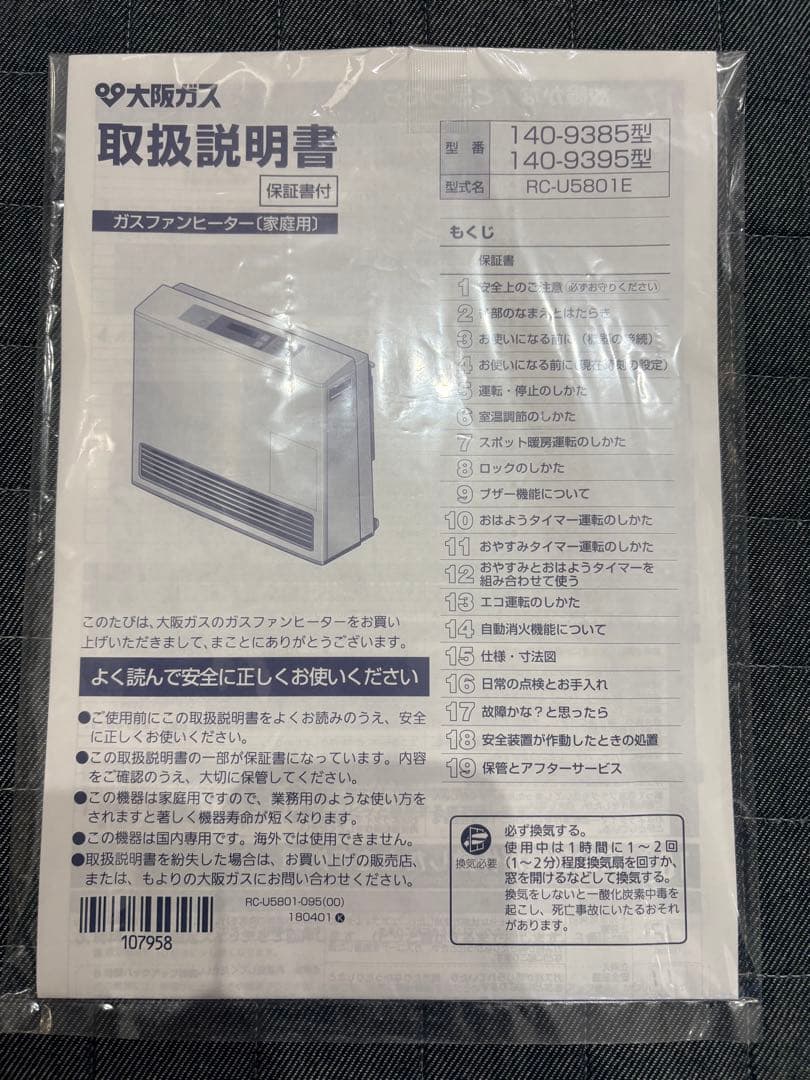 大阪ガス
取扱説明書
保証書付
ガスファンヒーター〔家庭用〕
型番
140-9385型
140-9395型
型式名
RC-U5801E
もくじ
保証書
1 安全上のご注意(必ずお守りください)
2 各部のなまえとはたらき
3 お使いになる前に(機器の接続)
4 お使いになる前に(現在時刻の設定)
5 運転・停止のしかた
6 室温調節のしかた
7 スポット暖房運転のしかた
8 ロックのしかた
9 ブザー機能について
10 おはようタイマー運転のしかた
11 おやすみタイマー運転のしかた
12 おやすみとおはようタイマーを
組み合わせて使う
13 エコ運転のしかた
14 自動消火機能について
15 仕様・寸法図
16 日常の点検とお手入れ
17 故障かな?と思ったら
18 安全装置が作動したときの処置
19 保管とアフターサービス
このたびは、大阪ガスのガスファンヒーターをお買い
上げいただきまして、まことにありがとうございます。
よく読んで安全に正しくお使いください
●ご使用前にこの取扱説明書をよくお読みのうえ、安全
に正しくお使いください。
●この取扱説明書の一部が保証書になっています。内容
をご確認のうえ、大切に保管してください。
●この機器は家庭用ですので、業務用のような使い方を
されますと著しく機器寿命が短くなります。
●この機器は国内専用です。海外では使用できません。
●取扱説明書を紛失した場合は、お買い上げの販売店、
または、もよりの大阪ガスにお問い合わせください。
RC-U5801-095(00)
180401 Ⓚ
107958
換気必要
必ず換気する。
使用中は1時間に1〜2回
(1〜2分)程度換気扇を回すか、
窓を開けるなどして換気する。
換気をしないと一酸化炭素中毒を
起こし、死亡事故にいたるおそれ
があります。